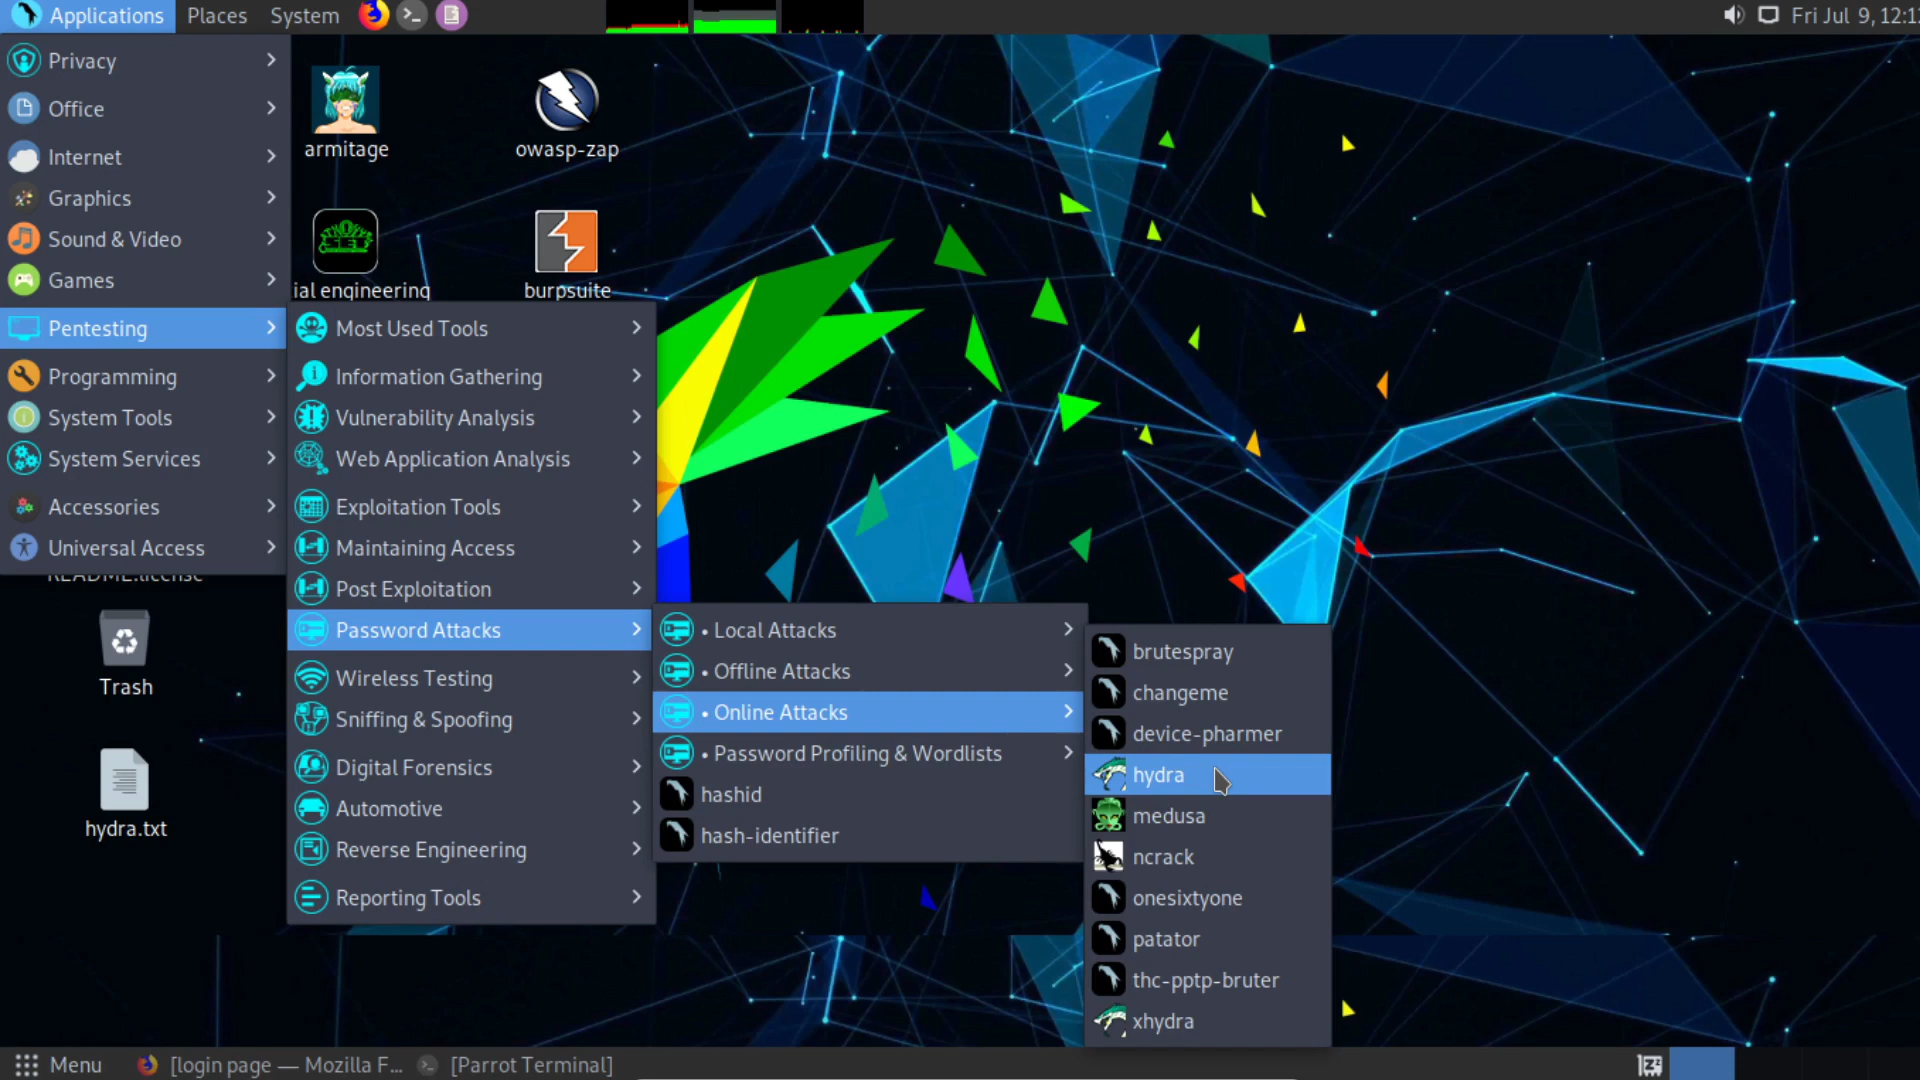 Applications Places System Fri Jul 9, 12:1
Privacy
Office
Internet
Graphics
Sound & Video
Games
Pentesting
Programming
System Tools
System Services
Accessories
Universal Access
armitage
owasp-zap
ial engineering
burpsuite
README.license
Trash
hydra.txt
Most Used Tools
Information Gathering
Vulnerability Analysis
Web Application Analysis
Exploitation Tools
Maintaining Access
Post Exploitation
Password Attacks
Wireless Testing
Sniffing & Spoofing
Digital Forensics
Automotive
Reverse Engineering
Reporting Tools
• Local Attacks
• Offline Attacks
• Online Attacks
• Password Profiling & Wordlists
hashid
hash-identifier
brutespray
changeme
device-pharmer
hydra
medusa
ncrack
onesixtyone
patator
thc-pptp-bruter
xhydra
Menu [login page — Mozilla F... [Parrot Terminal]